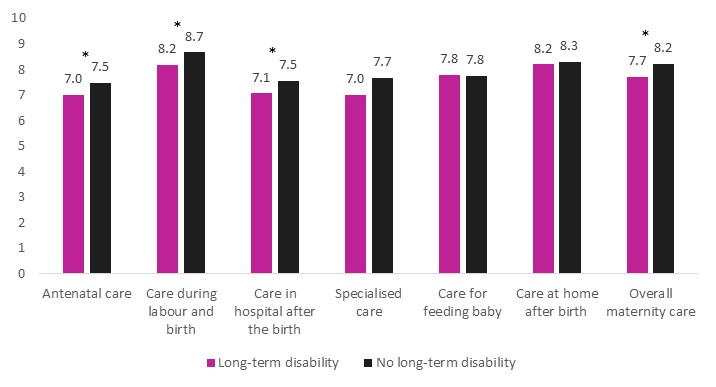 10
9
8
7
6
5
4
3
2
1
0
*
7.0 7.5
*
8.2 8.7
*
7.1 7.5
7.0 7.7
7.8 7.8
8.2 8.3
*
7.7 8.2
Antenatal care
Care during
labour and
birth
Care in
hospital after
the birth
Specialised
care
Care for
feeding baby
Care at home
after birth
Overall
maternity care
Long-term disability
No long-term disability